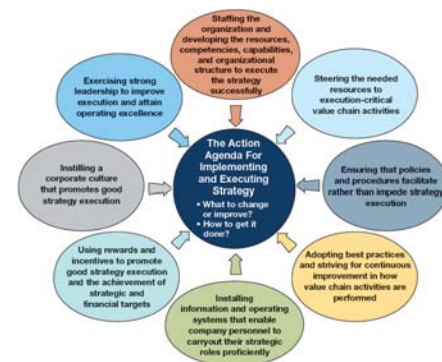 Staffing the
organization and
developing the resources,
competencies, capabilities,
and organizational
structure to execute
the strategy
successfully
Exercising strong
leadership to improve
execution and attain
operating excellence
Steering the needed
resources to
execution-critical
value chain activities
The Action
Agenda For
Implementing
and Executing
Strategy
• What to change
or improve?
• How to get it
done?
Instilling a
corporate culture
that promotes good
strategy execution
Ensuring that policies
and procedures facilitate
rather than impede strategy
execution
Using rewards and
incentives to promote
good strategy execution
and the achievement of
strategic and
financial targets
Adopting best practices
and striving for continuous
improvement in how
value chain activities are
performed
Installing
information and operating
systems that enable
company personnel to
carryout their strategic
roles proficiently